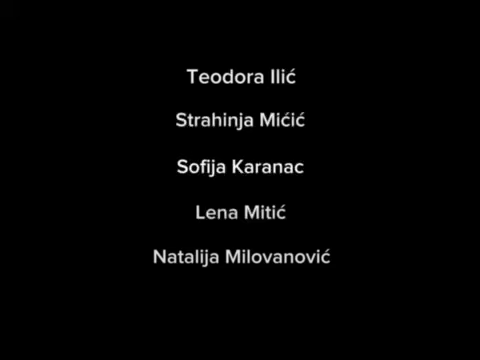 Teodora Ilić
Strahinja Mićić
Sofija Karanac
Lena Mitić
Natalija Milovanović